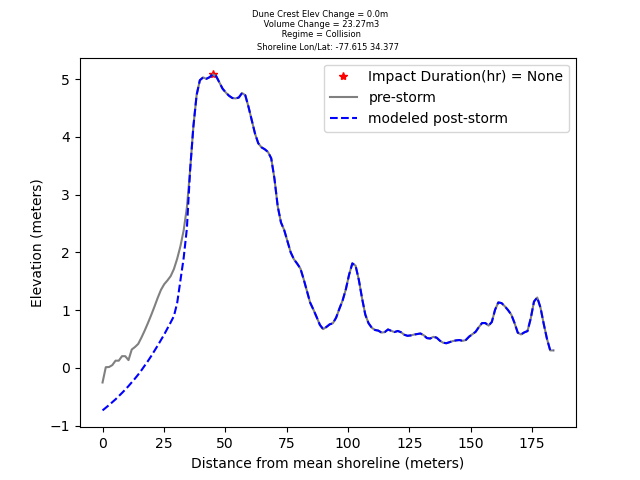 Dune Crest Elev Change = 0.0m
Volume Change = 23.27m3
Regime = Collision
Shoreline Lon/Lat: -77.615 34.377
Impact Duration(hr) = None
pre-storm
modeled post-storm
5
4
3
2
1
0
−1
Elevation (meters)
0 25 50 75 100 125 150 175
Distance from mean shoreline (meters)